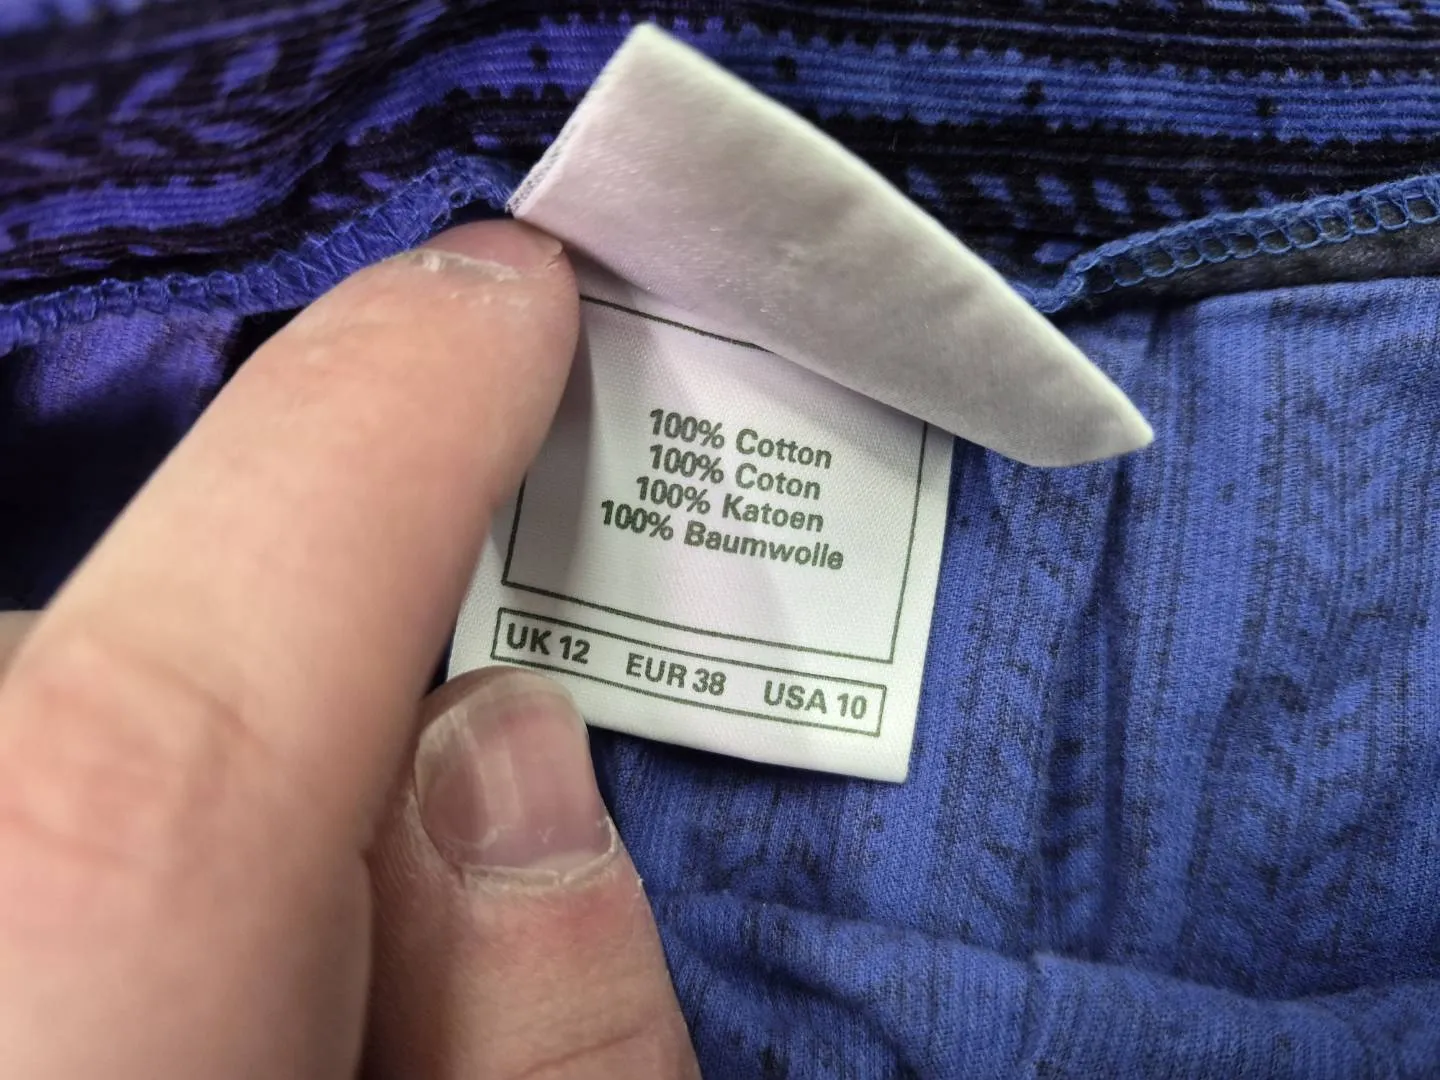 100% Cotton
100% Coton
100% Katoen
100% Baumwolle
UK 12 EUR 38 USA 10